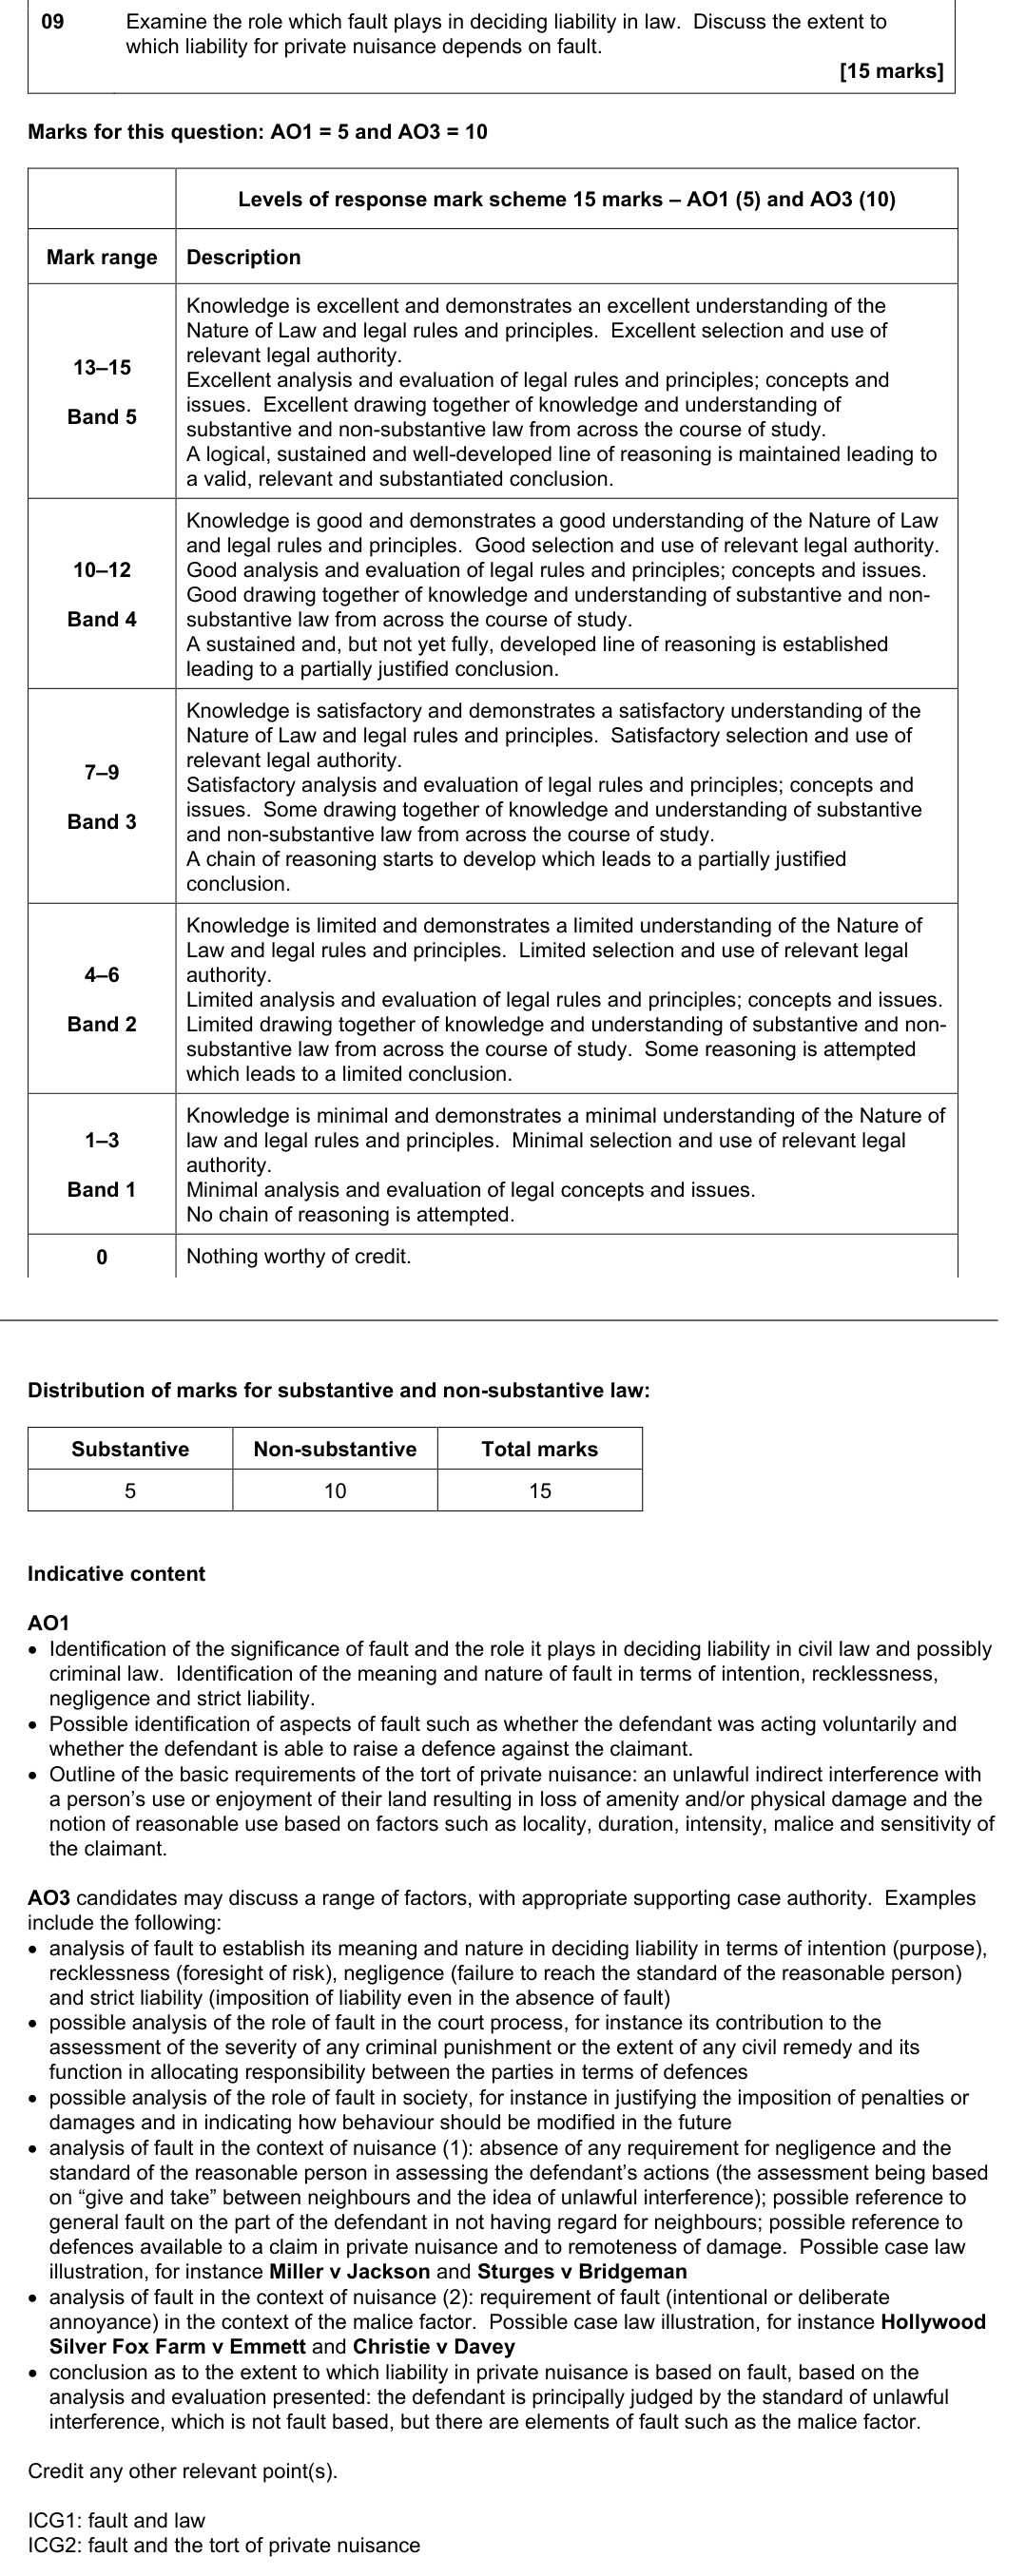 09 Examine the role which fault plays in deciding liability in law. Discuss the extent to
which liability for private nuisance depends on fault.
[15 marks]
Marks for this question: AO1 = 5 and AO3 = 10
Levels of response mark scheme 15 marks – AO1 (5) and AO3 (10)
Mark range Description
13–15
Band 5
Knowledge is excellent and demonstrates an excellent understanding of the
Nature of Law and legal rules and principles. Excellent selection and use of
relevant legal authority.
Excellent analysis and evaluation of legal rules and principles; concepts and
issues. Excellent drawing together of knowledge and understanding of
substantive and non-substantive law from across the course of study.
A logical, sustained and well-developed line of reasoning is maintained leading to
a valid, relevant and substantiated conclusion.
10–12
Band 4
Knowledge is good and demonstrates a good understanding of the Nature of Law
and legal rules and principles. Good selection and use of relevant legal authority.
Good analysis and evaluation of legal rules and principles; concepts and issues.
Good drawing together of knowledge and understanding of substantive and non-
substantive law from across the course of study.
A sustained and, but not yet fully, developed line of reasoning is established
leading to a partially justified conclusion.
7–9
Band 3
Knowledge is satisfactory and demonstrates a satisfactory understanding of the
Nature of Law and legal rules and principles. Satisfactory selection and use of
relevant legal authority.
Satisfactory analysis and evaluation of legal rules and principles; concepts and
issues. Some drawing together of knowledge and understanding of substantive
and non-substantive law from across the course of study.
A chain of reasoning starts to develop which leads to a partially justified
conclusion.
4–6
Band 2
Knowledge is limited and demonstrates a limited understanding of the Nature of
Law and legal rules and principles. Limited selection and use of relevant legal
authority.
Limited analysis and evaluation of legal rules and principles; concepts and issues.
Limited drawing together of knowledge and understanding of substantive and non-
substantive law from across the course of study. Some reasoning is attempted
which leads to a limited conclusion.
1–3
Band 1
Knowledge is minimal and demonstrates a minimal understanding of the Nature of
law and legal rules and principles. Minimal selection and use of relevant legal
authority.
Minimal analysis and evaluation of legal concepts and issues.
No chain of reasoning is attempted.
0 Nothing worthy of credit.
Distribution of marks for substantive and non-substantive law:
Substantive Non-substantive Total marks
5 10 15
Indicative content
AO1
• Identification of the significance of fault and the role it plays in deciding liability in civil law and possibly
criminal law. Identification of the meaning and nature of fault in terms of intention, recklessness,
negligence and strict liability.
• Possible identification of aspects of fault such as whether the defendant was acting voluntarily and
whether the defendant is able to raise a defence against the claimant.
• Outline of the basic requirements of the tort of private nuisance: an unlawful indirect interference with
a person's use or enjoyment of their land resulting in loss of amenity and/or physical damage and the
notion of reasonable use based on factors such as locality, duration, intensity, malice and sensitivity of
the claimant.
AO3 candidates may discuss a range of factors, with appropriate supporting case authority. Examples
include the following:
• analysis of fault to establish its meaning and nature in deciding liability in terms of intention (purpose),
recklessness (foresight of risk), negligence (failure to reach the standard of the reasonable person)
and strict liability (imposition of liability even in the absence of fault)
• possible analysis of the role of fault in the court process, for instance its contribution to the
assessment of the severity of any criminal punishment or the extent of any civil remedy and its
function in allocating responsibility between the parties in terms of defences
• possible analysis of the role of fault in society, for instance in justifying the imposition of penalties or
damages and in indicating how behaviour should be modified in the future
• analysis of fault in the context of nuisance (1): absence of any requirement for negligence and the
standard of the reasonable person in assessing the defendant's actions (the assessment being based
on “give and take” between neighbours and the idea of unlawful interference); possible reference to
general fault on the part of the defendant in not having regard for neighbours; possible reference to
defences available to a claim in private nuisance and to remoteness of damage. Possible case law
illustration, for instance Miller v Jackson and Sturges v Bridgeman
• analysis of fault in the context of nuisance (2): requirement of fault (intentional or deliberate
annoyance) in the context of the malice factor. Possible case law illustration, for instance Hollywood
Silver Fox Farm v Emmett and Christie v Davey
• conclusion as to the extent to which liability in private nuisance is based on fault, based on the
analysis and evaluation presented: the defendant is principally judged by the standard of unlawful
interference, which is not fault based, but there are elements of fault such as the malice factor.
Credit any other relevant point(s).
ICG1: fault and law
ICG2: fault and the tort of private nuisance